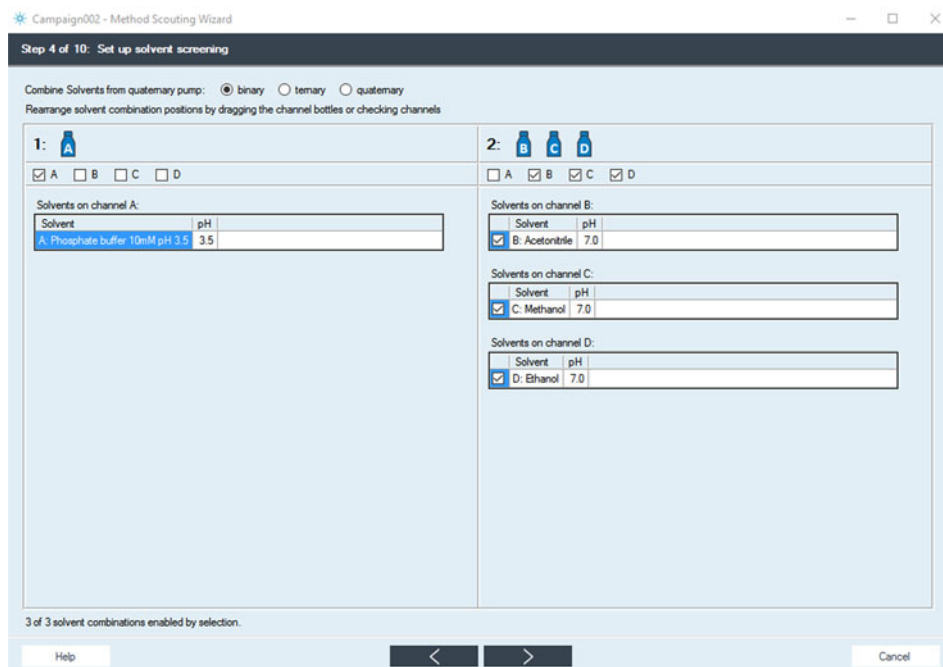 Campaign002 - Method Scouting Wizard
Step 4 of 10: Set up solvent screening
Combine Solvents from quaternary pump: binary ternary quaternary
Rearrange solvent combination positions by dragging the channel bottles or checking channels
1: A
A B C D
Solvents on channel A:
Solvent pH
A: Phosphate buffer 10mM pH 3.5 3.5
2: B C D
A B C D
Solvents on channel B:
Solvent pH
B: Acetonitrile 7.0
Solvents on channel C:
Solvent pH
C: Methanol 7.0
Solvents on channel D:
Solvent pH
D: Ethanol 7.0
3 of 3 solvent combinations enabled by selection.
Help < > Cancel